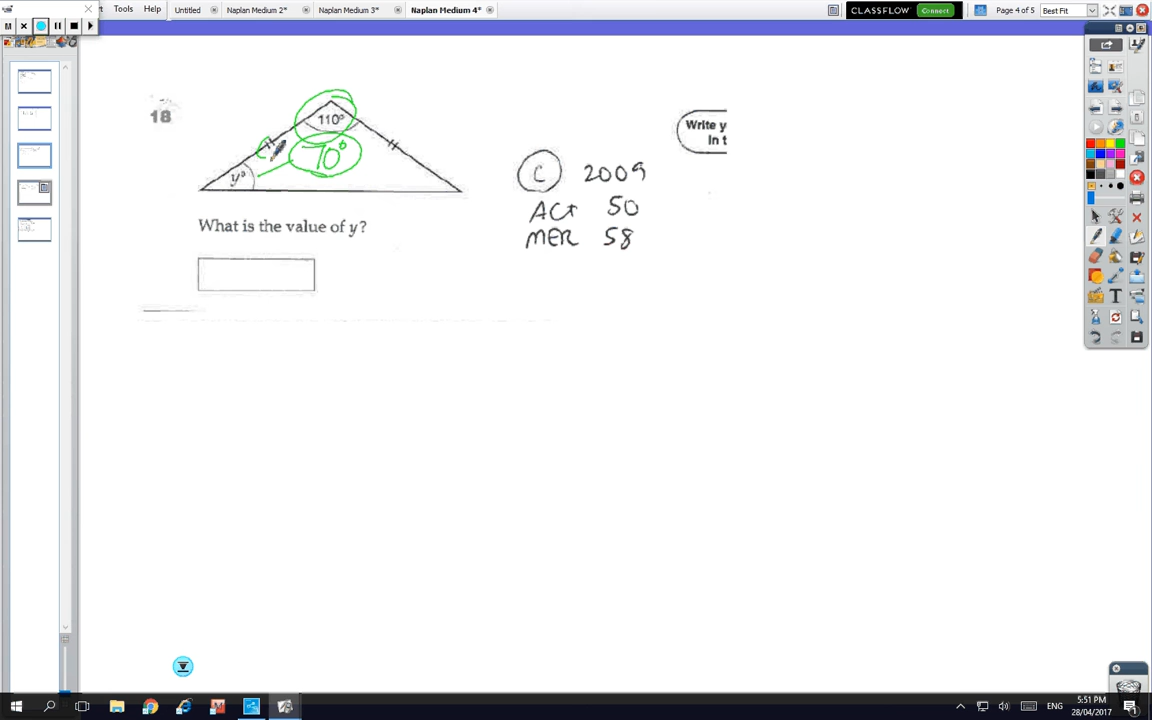 rt Tools Help Untitled Naplan Medium 2* Naplan Medium 3* Naplan Medium 4* CLASSFLOW Connect Page 4 of 5 Best Fit
18
110°
70°
y°
Write y
In t
What is the value of y?
C 2009
ACT 50
MER 58
T
5:51 PM
ENG
28/04/2017
1